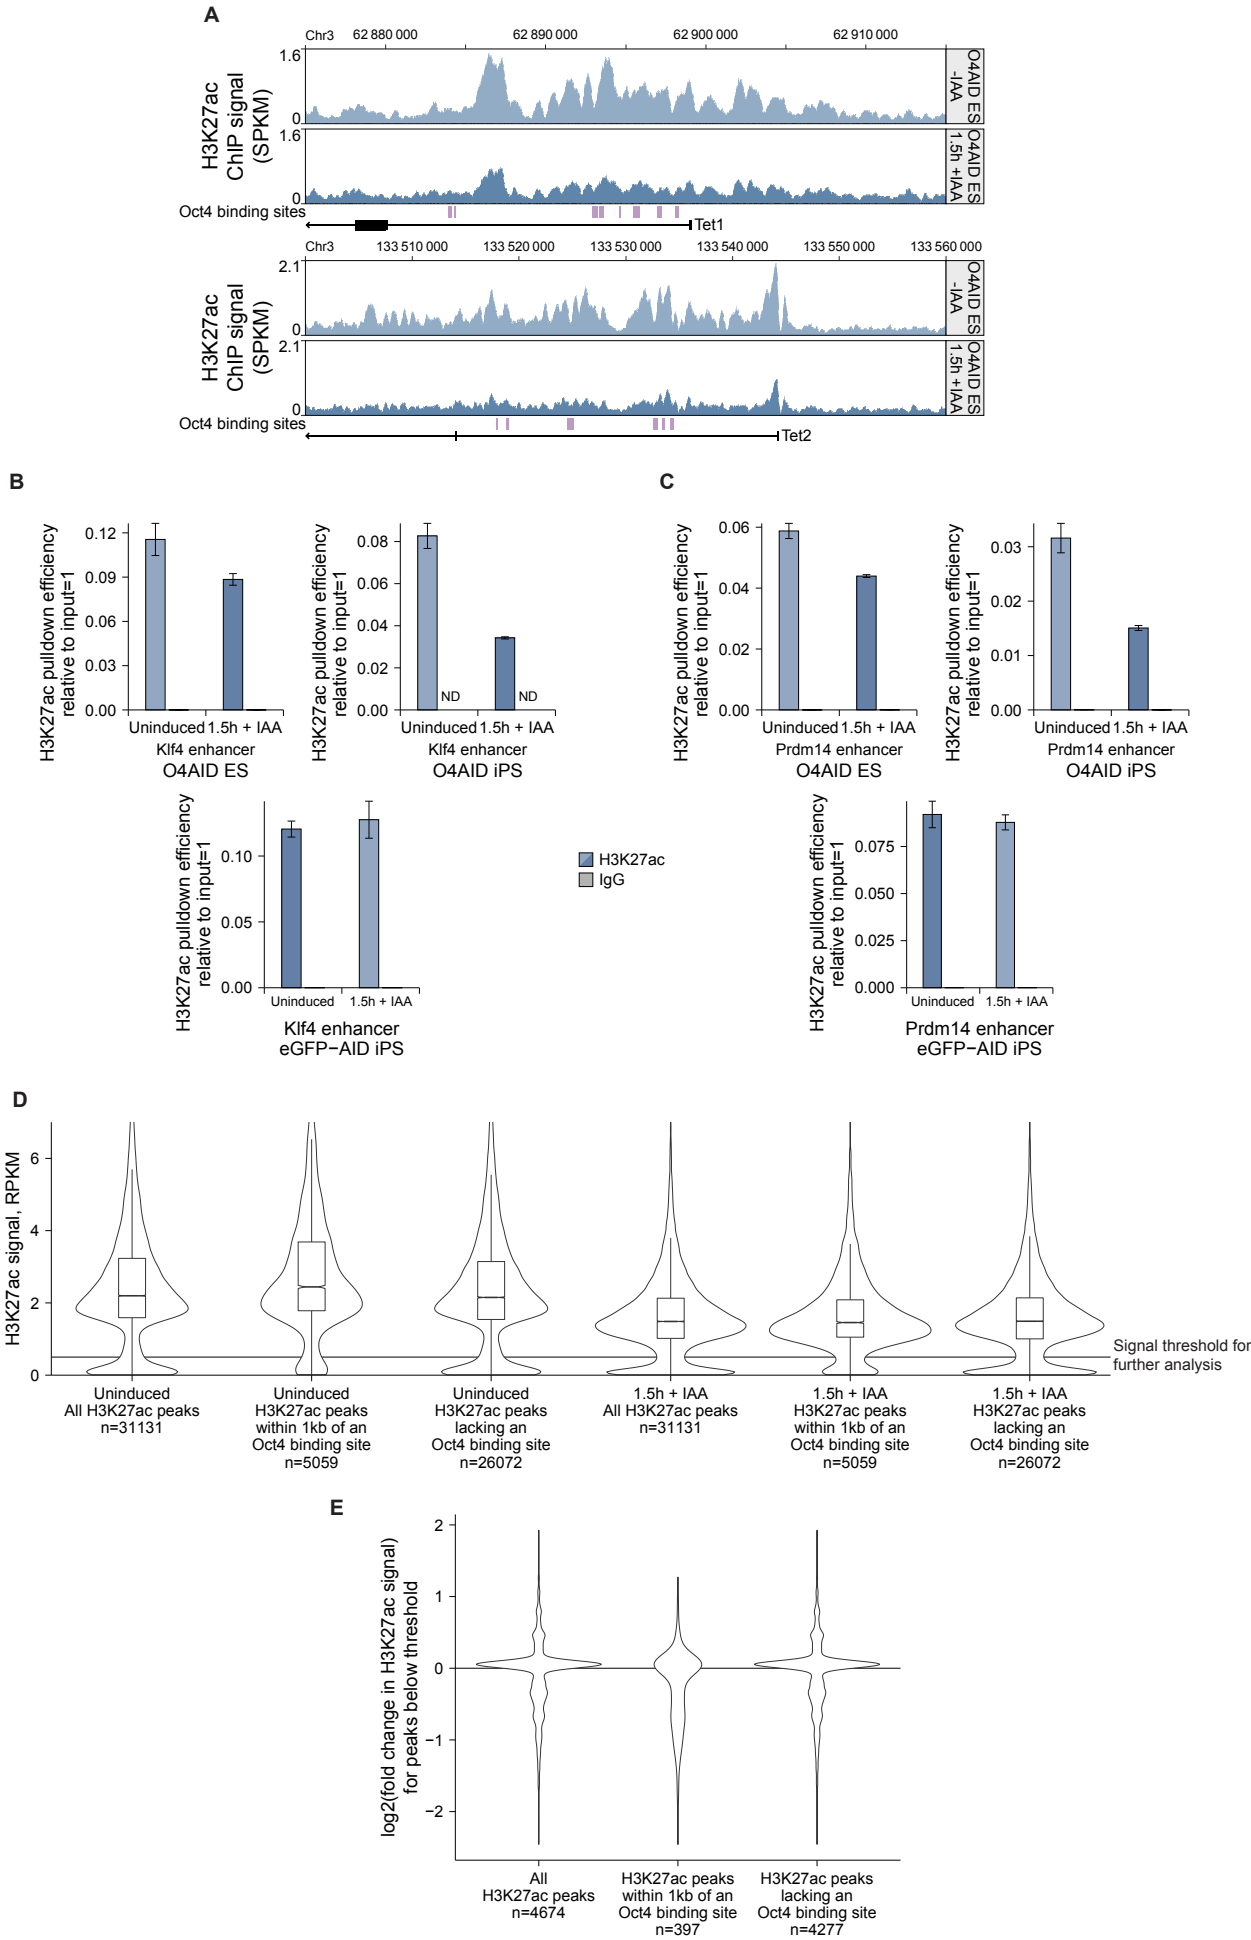 A
Chr3 62 880 000 62 890 000 62 900 000 62 910 000
H3K27ac
ChIP signal
(SPKM)
1.6
0
O4AID ES
-IAA
1.6
0
O4AID ES
1.5h +IAA
Oct4 binding sites
Tet1
Chr3 133 510 000 133 520 000 133 530 000 133 540 000 133 550 000 133 560 000
H3K27ac
ChIP signal
(SPKM)
2.1
0
O4AID ES
-IAA
2.1
0
O4AID ES
1.5h +IAA
Oct4 binding sites
Tet2
B
H3K27ac pulldown efficiency
relative to input=1
0.12
0.09
0.06
0.03
0.00
Uninduced 1.5h + IAA
Klf4 enhancer
O4AID ES
H3K27ac pulldown efficiency
relative to input=1
0.08
0.06
0.04
0.02
0.00
ND ND
Uninduced 1.5h + IAA
Klf4 enhancer
O4AID iPS
H3K27ac pulldown efficiency
relative to input=1
0.10
0.05
0.00
Uninduced 1.5h + IAA
Klf4 enhancer
eGFP−AID iPS
H3K27ac
IgG
C
H3K27ac pulldown efficiency
relative to input=1
0.06
0.04
0.02
0.00
Uninduced 1.5h + IAA
Prdm14 enhancer
O4AID ES
H3K27ac pulldown efficiency
relative to input=1
0.03
0.02
0.01
0.00
Uninduced 1.5h + IAA
Prdm14 enhancer
O4AID iPS
H3K27ac pulldown efficiency
relative to input=1
0.075
0.050
0.025
0.000
Uninduced 1.5h + IAA
Prdm14 enhancer
eGFP−AID iPS
D
H3K27ac signal, RPKM
6
4
2
0
Signal threshold for
further analysis
Uninduced
All H3K27ac peaks
n=31131
Uninduced
H3K27ac peaks
within 1kb of an
Oct4 binding site
n=5059
Uninduced
H3K27ac peaks
lacking an
Oct4 binding site
n=26072
1.5h + IAA
All H3K27ac peaks
n=31131
1.5h + IAA
H3K27ac peaks
within 1kb of an
Oct4 binding site
n=5059
1.5h + IAA
H3K27ac peaks
lacking an
Oct4 binding site
n=26072
E
log2(fold change in H3K27ac signal)
for peaks below threshold
2
1
0
−1
−2
All
H3K27ac peaks
n=4674
H3K27ac peaks
within 1kb of an
Oct4 binding site
n=397
H3K27ac peaks
lacking an
Oct4 binding site
n=4277